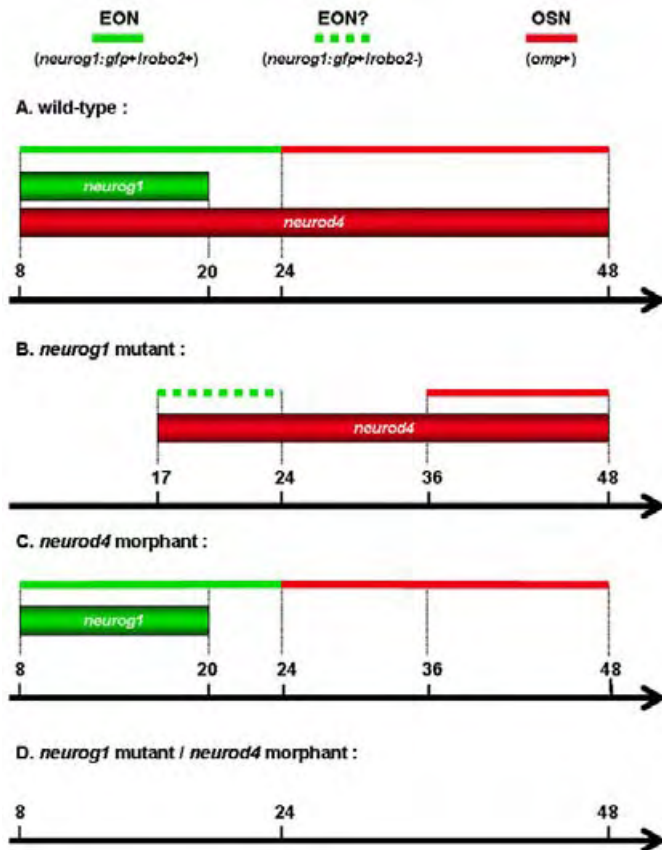 EON EON? OSN
(neurog1:gfp+/robo2+) (neurog1:gfp+/robo2-) (omp+)
A. wild-type :
neurog1
neurod4
8 20 24 48
B. neurog1 mutant :
neurod4
17 24 36 48
C. neurod4 morphant :
neurog1
8 20 24 36 48
D. neurog1 mutant / neurod4 morphant :
8 24 48